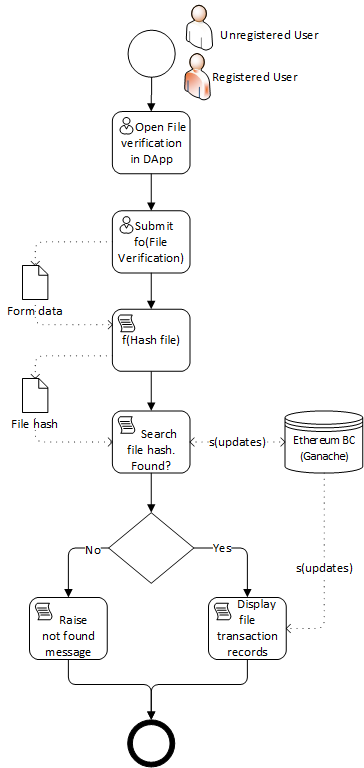 Unregistered User
Registered User
Open File
verification
in DApp
Submit
fo(File
Verification)
Form data
f(Hash file)
File hash
Search
file hash.
Found?
s(updates)
Ethereum BC
(Ganache)
No
Yes
s(updates)
Raise
not found
message
Display
file
transaction
records